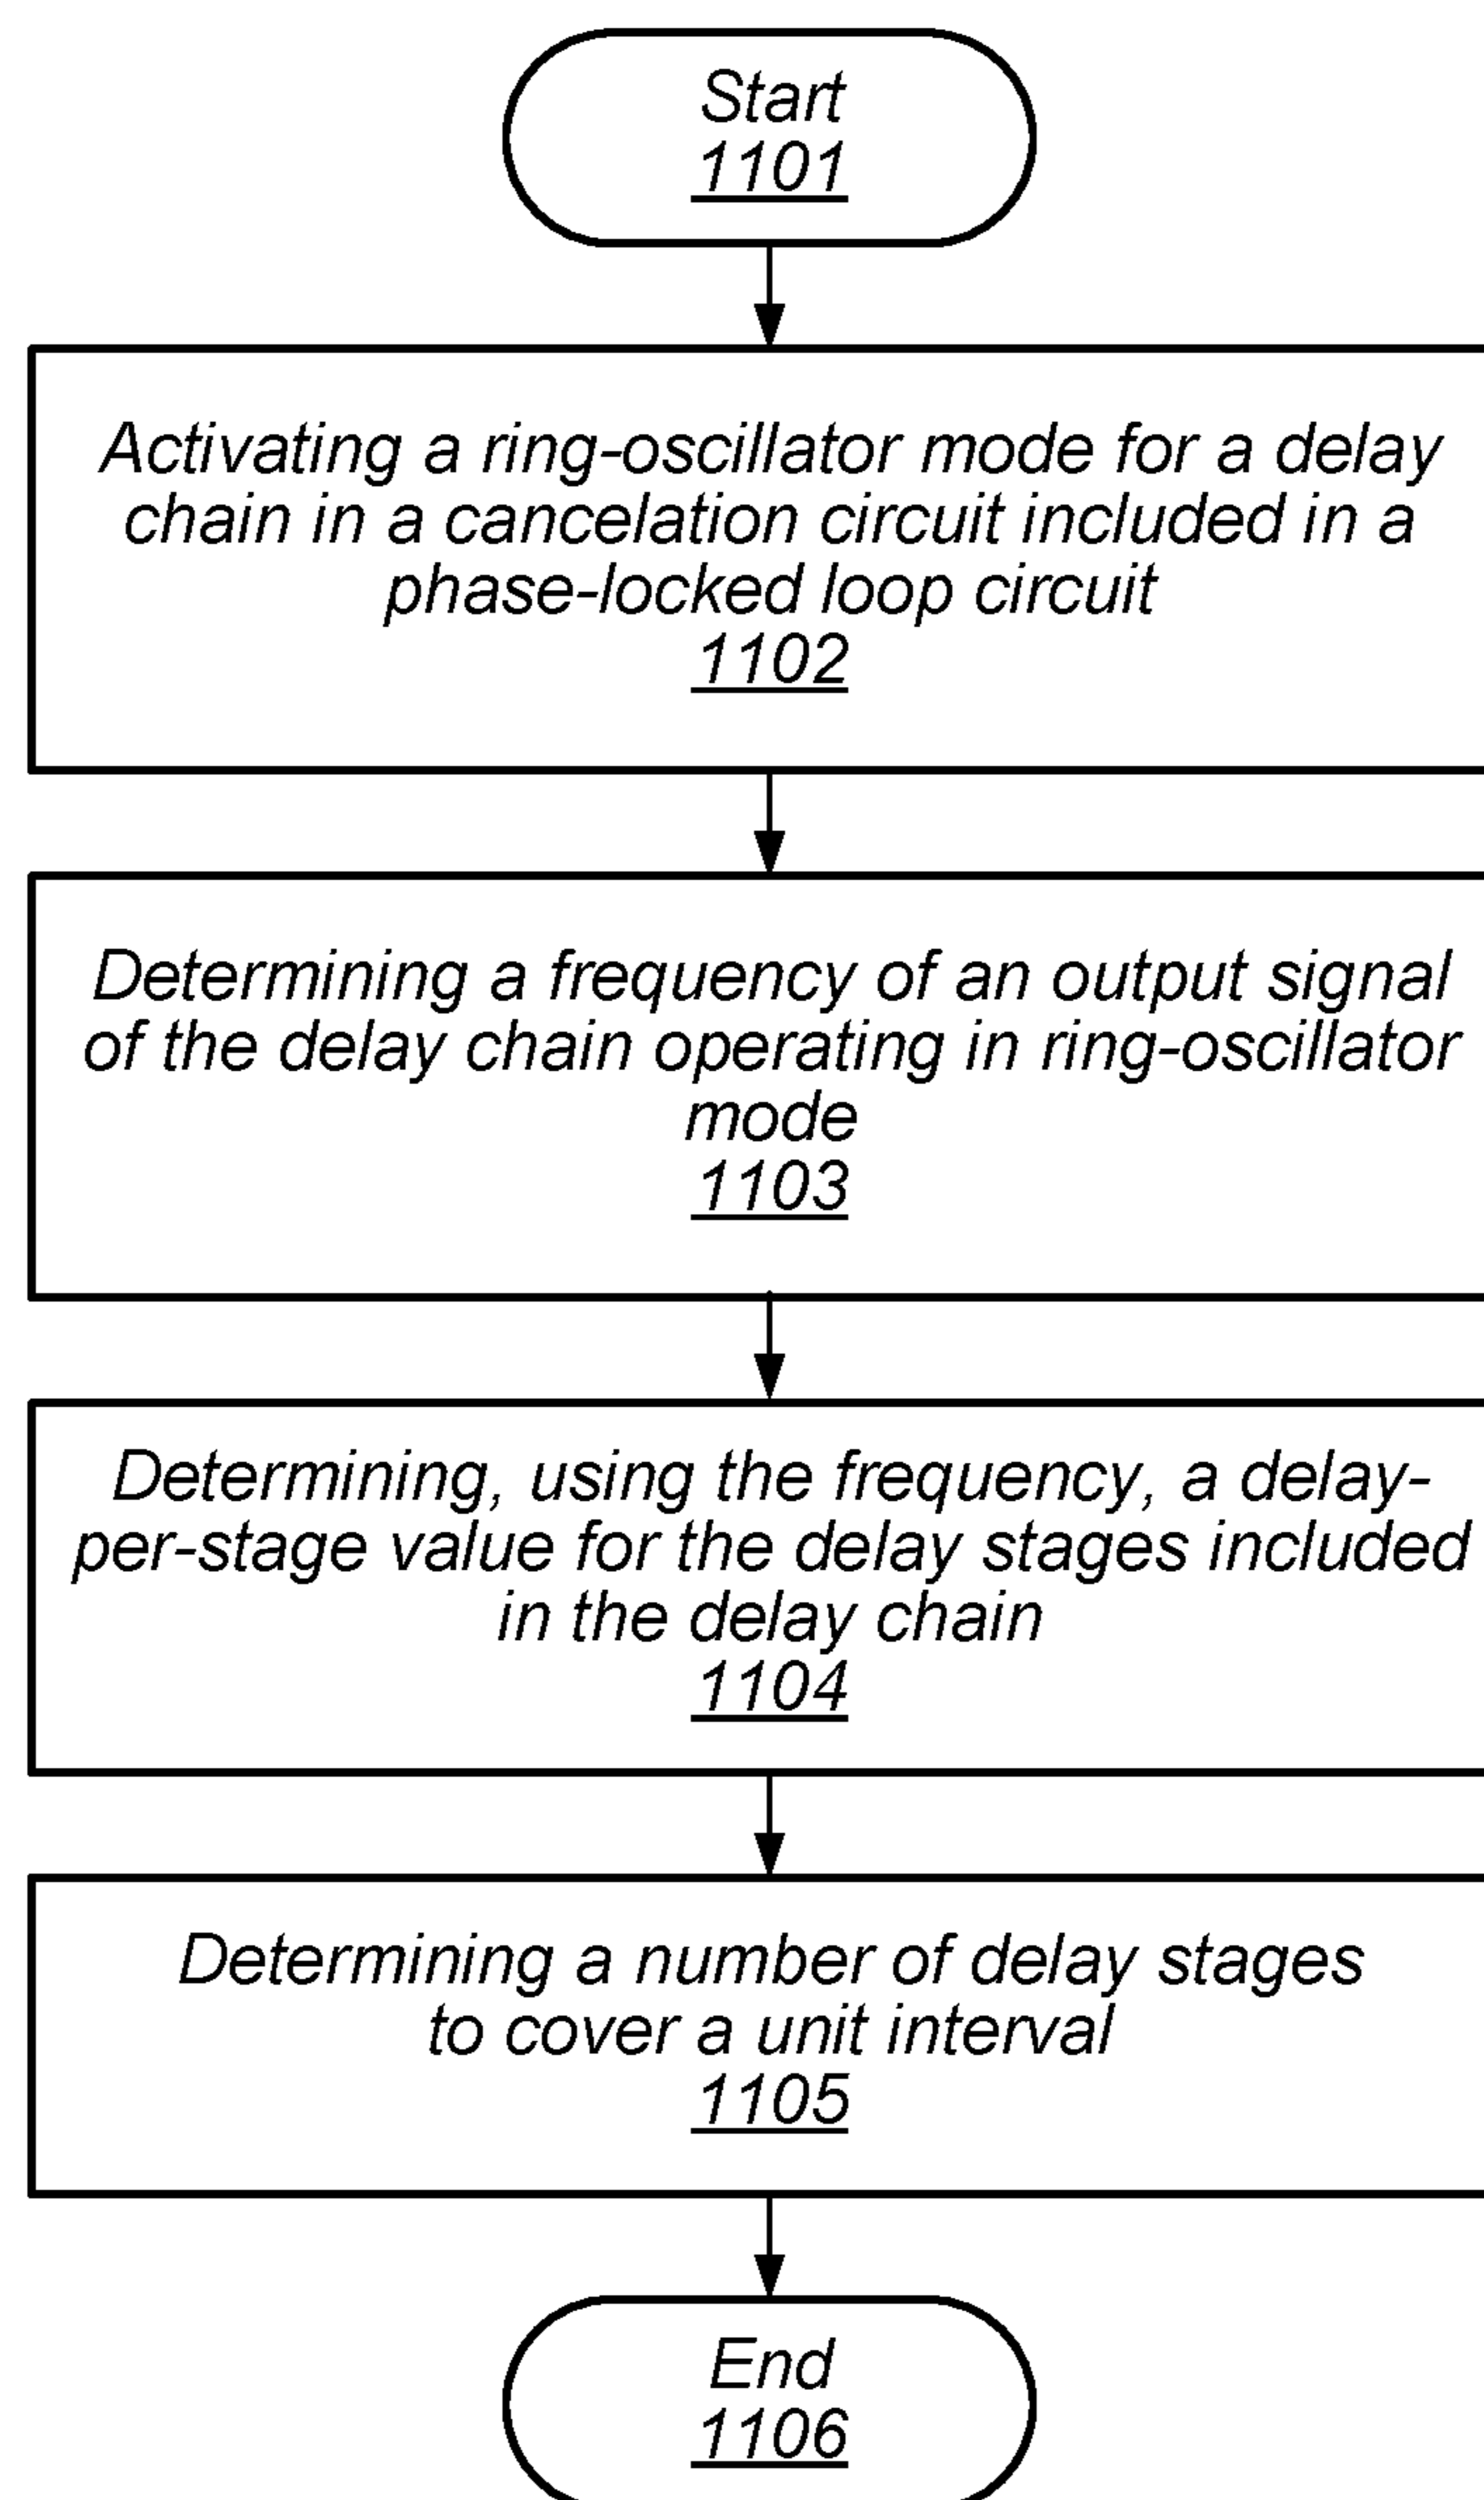 Start
1101
Activating a ring-oscillator mode for a delay
chain in a cancelation circuit included in a
phase-locked loop circuit
1102
Determining a frequency of an output signal
of the delay chain operating in ring-oscillator
mode
1103
Determining, using the frequency, a delay-
per-stage value for the delay stages included
in the delay chain
1104
Determining a number of delay stages
to cover a unit interval
1105
End
1106